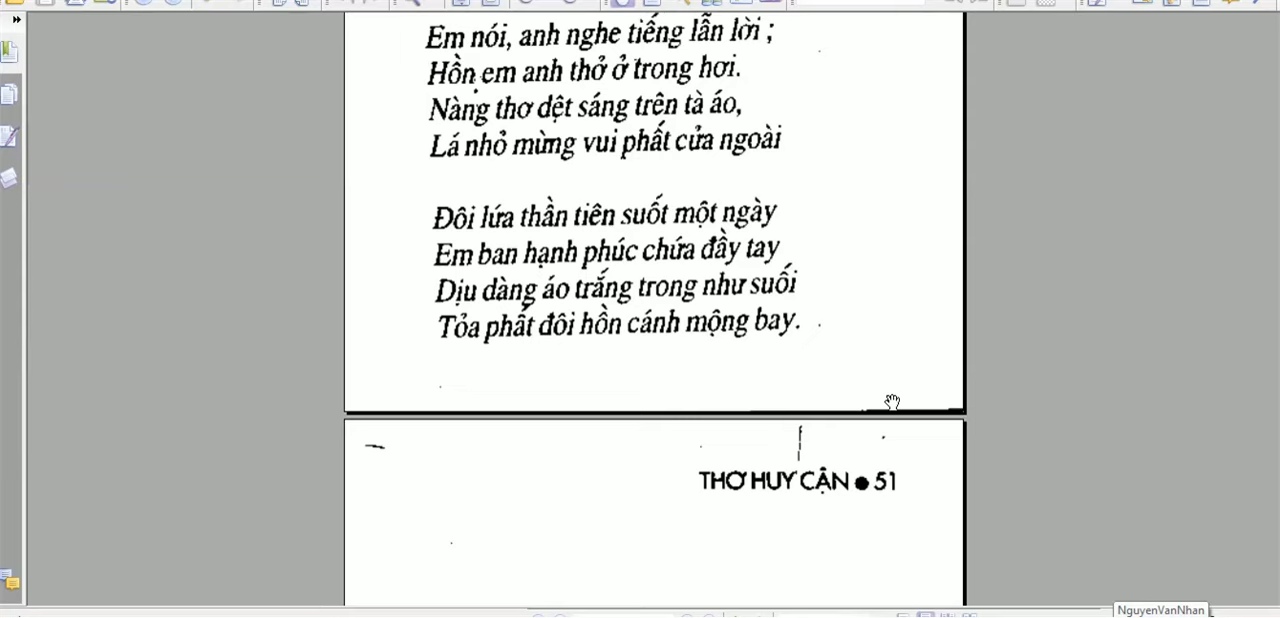 Em nói, anh nghe tiếng lẫn lời ;
Hồn em anh thở ở trong hơi.
Nàng thơ dệt sáng trên tà áo,
Lá nhỏ mừng vui phất cửa ngoài
Đôi lứa thần tiên suốt một ngày
Em ban hạnh phúc chứa đầy tay
Dịu dàng áo trắng trong như suối
Tỏa phất đôi hồn cánh mộng bay.
THƠ HUY CẬN ● 51
NguyenVanNhan